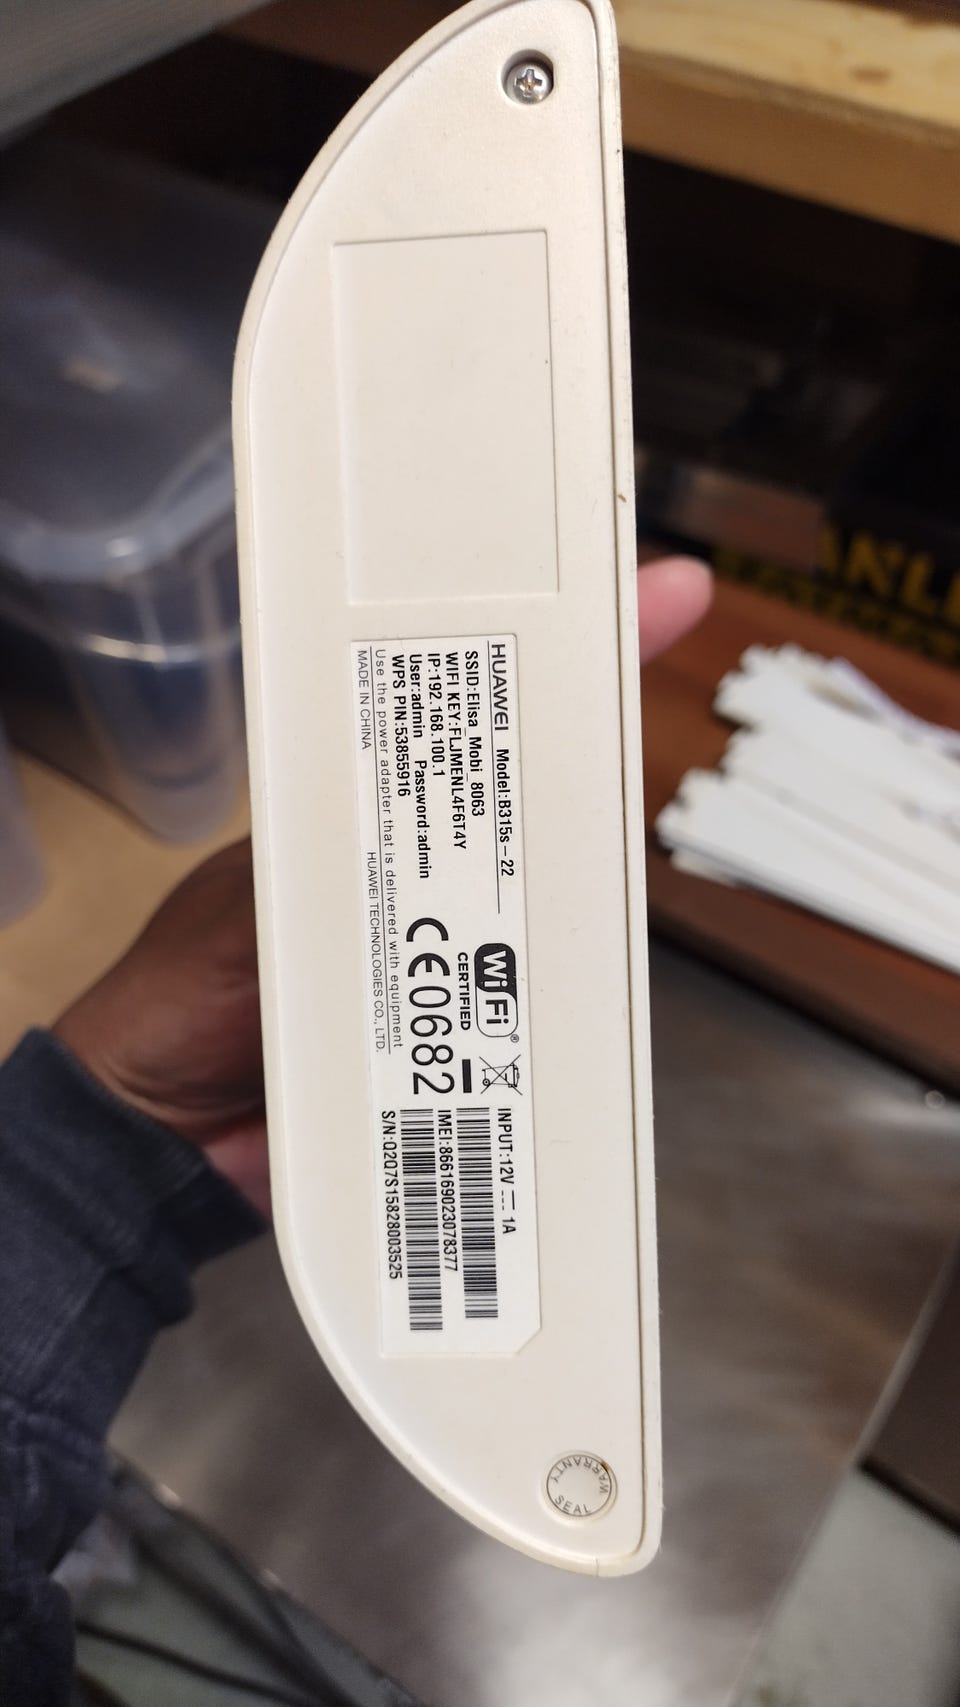 HUAWEI Model:B315s-22
SSID:Elisa_Mobi_8063
WIFI KEY:FLJMENL4F6T4Y
IP:192.168.100.1
User:admin Password:admin
WPS PIN:53855916
Use the power adapter that is delivered with equipment
MADE IN CHINA
HUAWEI TECHNOLOGIES CO., LTD.
Wi Fi®
CERTIFIED
CE0682
INPUT:12V ⎓ 1A
IMEI:866169023078377
S/N:Q2Q7S15828003525
WARRANTY
SEAL